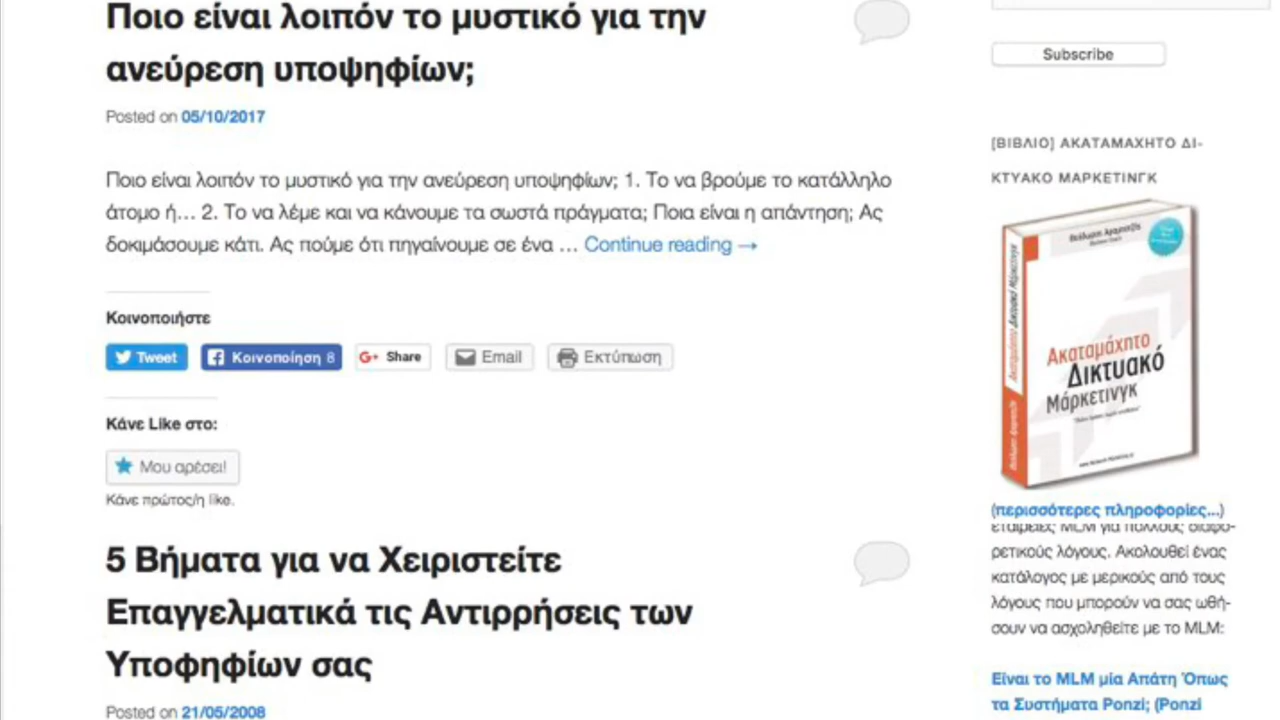 Ποιο είναι λοιπόν το μυστικό για την
ανεύρεση υποψηφίων;
Posted on 05/10/2017
Ποιο είναι λοιπόν το μυστικό για την ανεύρεση υποψηφίων; 1. Το να βρούμε το κατάλληλο
άτομο ή… 2. Το να λέμε και να κάνουμε τα σωστά πράγματα; Ποια είναι η απάντηση; Ας
δοκιμάσουμε κάτι. Ας πούμε ότι πηγαίνουμε σε ένα … Continue reading →
Κοινοποιήστε
Tweet
Κοινοποίηση 8
G+ Share
Email
Εκτύπωση
Κάνε Like στο:
Μου αρέσει!
Κάνε πρώτος/η like.
5 Βήματα για να Χειριστείτε
Επαγγελματικά τις Αντιρρήσεις των
Υποφηφίων σας
Posted on 21/05/2008
Subscribe
[ΒΙΒΛΙΟ] ΑΚΑΤΑΜΑΧΗΤΟ ΔΙ-
ΚΤΥΑΚΟ ΜΑΡΚΕΤΙΝΓΚ
Ακαταμάχητο
Δικτυακό
Μάρκετινγκ
Ακαταμάχητο Δικτυακό Μάρκετινγκ
(περισσότερες πληροφορίες...)
εταιρείες MLM για πολλούς διαφο-
ρετικούς λόγους. Ακολουθεί ένας
κατάλογος με μερικούς από τους
λόγους που μπορούν να σας ωθή-
σουν να ασχοληθείτε με το MLM:
Είναι το MLM μία Απάτη Όπως
τα Συστήματα Ponzi; (Ponzi